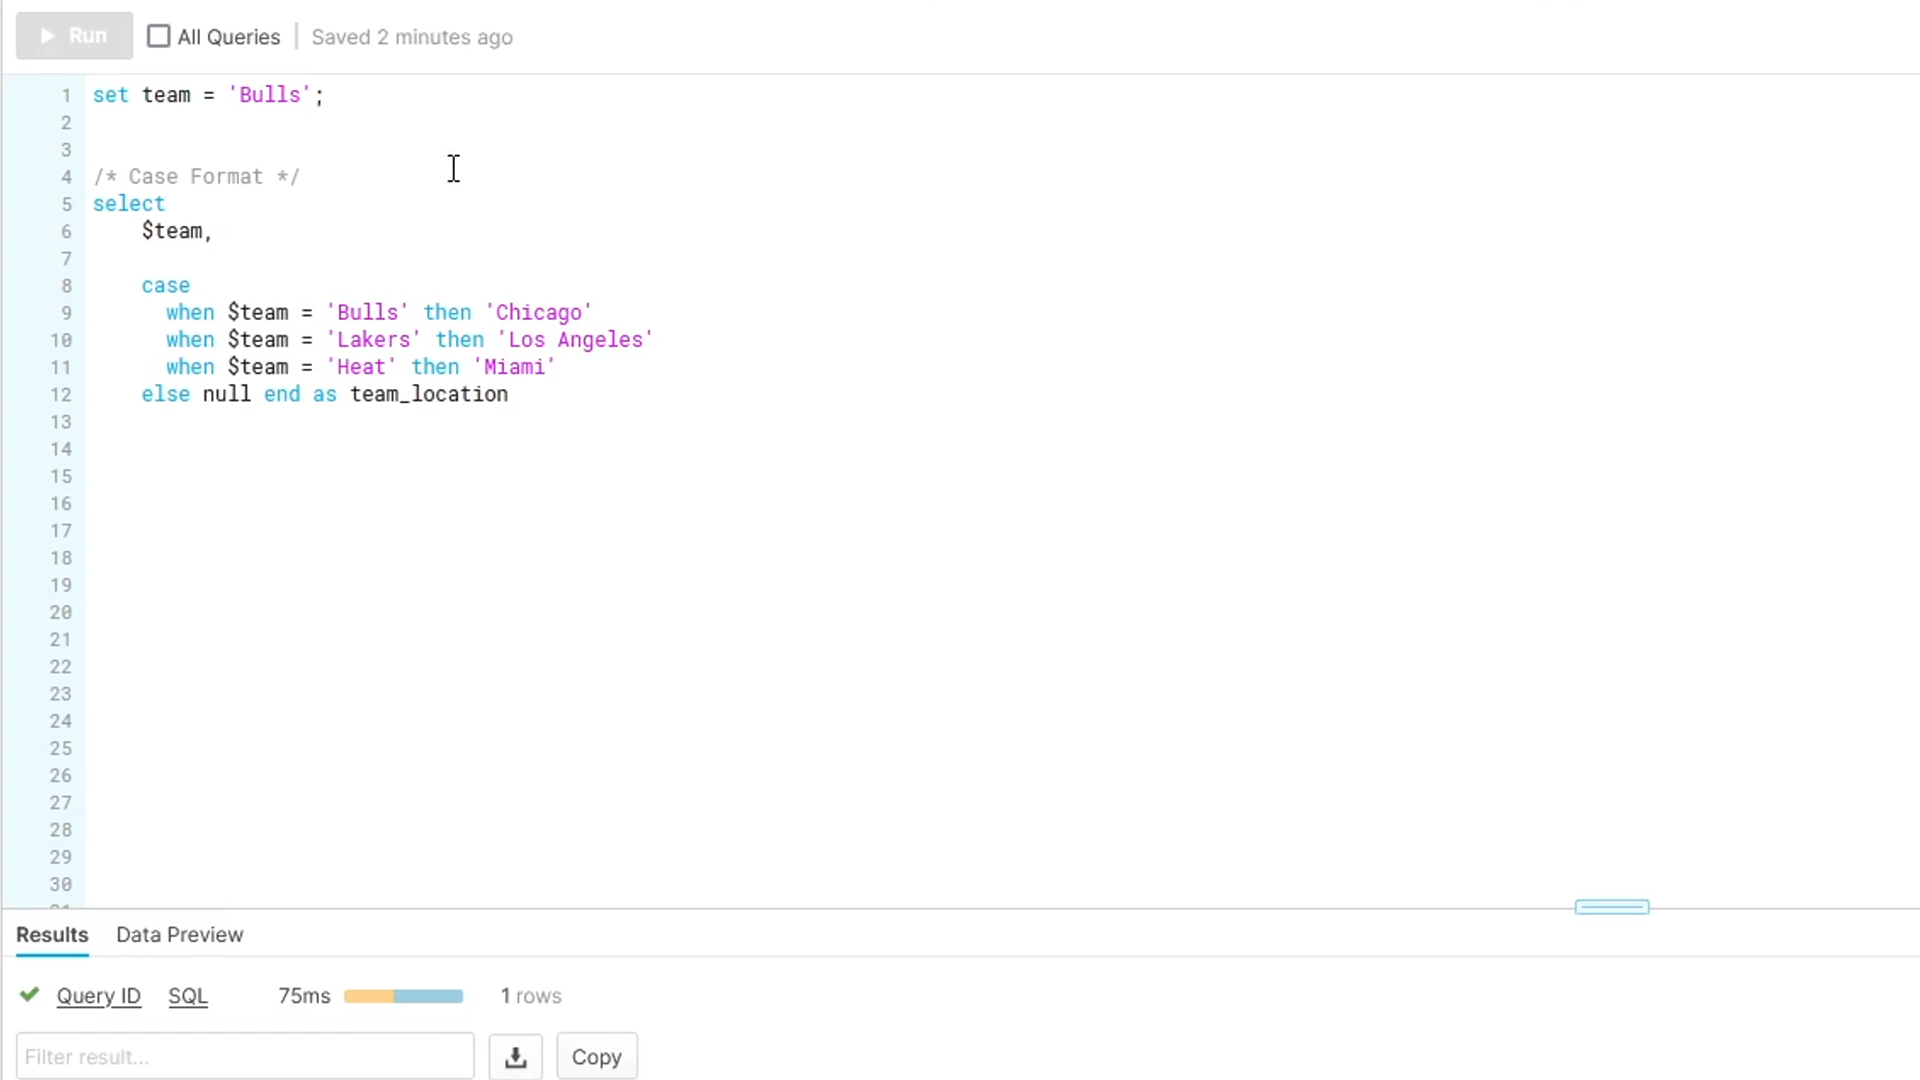 Run All Queries Saved 2 minutes ago
1 set team = 'Bulls';
2
3
4 /* Case Format */
5 select
6 $team,
7
8 case
9 when $team = 'Bulls' then 'Chicago'
10 when $team = 'Lakers' then 'Los Angeles'
11 when $team = 'Heat' then 'Miami'
12 else null end as team_location
13
14
15
16
17
18
19
20
21
22
23
24
25
26
27
28
29
30
Results Data Preview
Query ID SQL 75ms 1 rows
Filter result... Copy